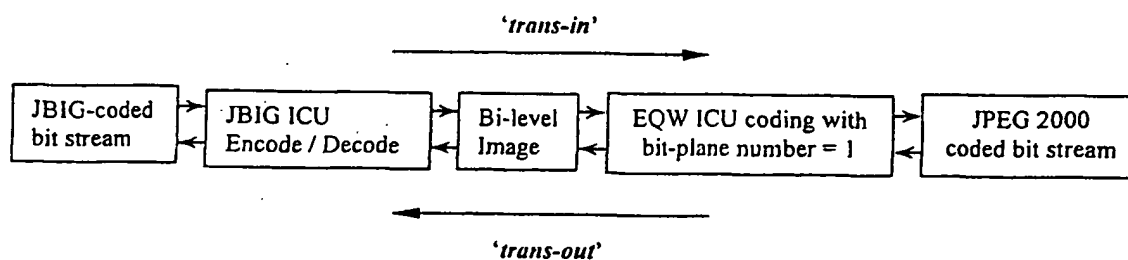 'trans-in'
JBIG-coded
bit stream
JBIG ICU
Encode / Decode
Bi-level
Image
EQW ICU coding with
bit-plane number = 1
JPEG 2000
coded bit stream
'trans-out'